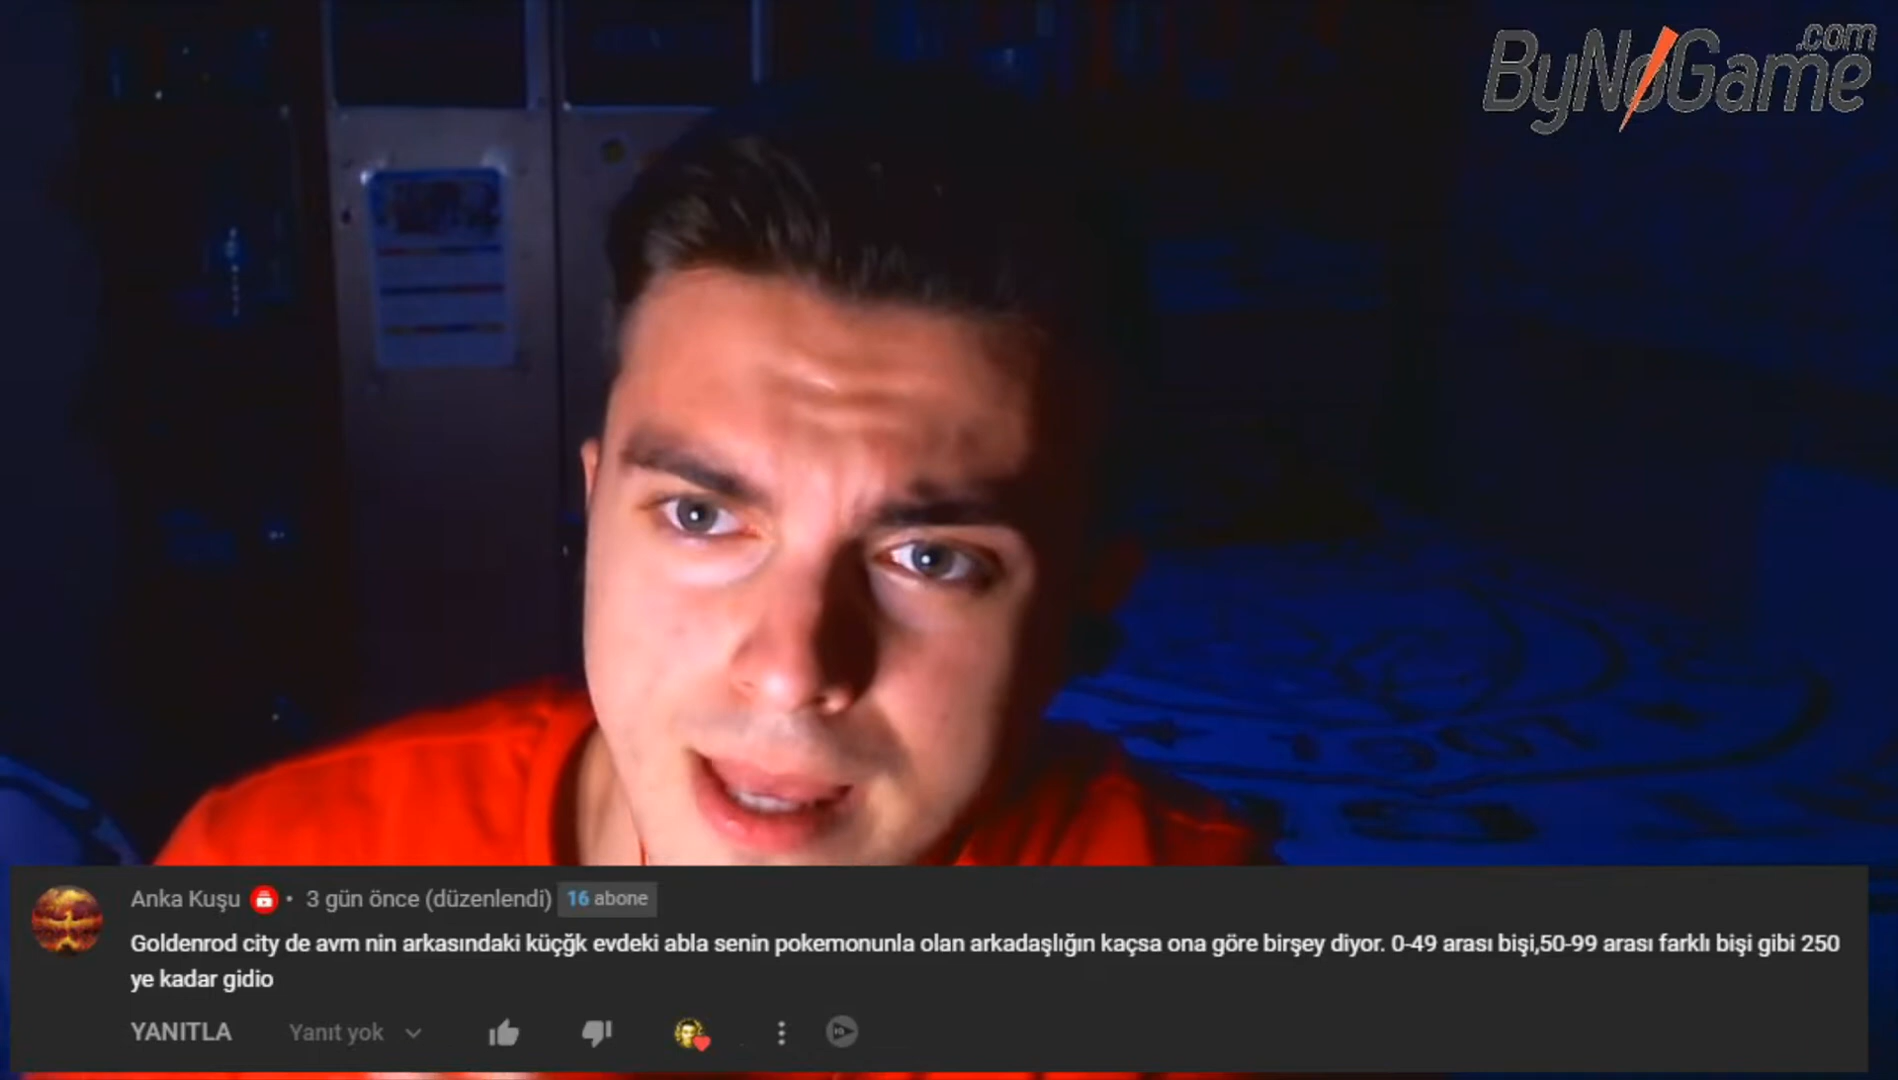 ByNoGame.com
Anka Kuşu • 3 gün önce (düzenlendi) 16 abone
Goldenrod city de avm nin arkasındaki küçğk evdeki abla senin pokemonunla olan arkadaşlığın kaçsa ona göre birşey diyor. 0-49 arası bişi,50-99 arası farklı bişi gibi 250
ye kadar gidio
YANITLA Yanıt yok